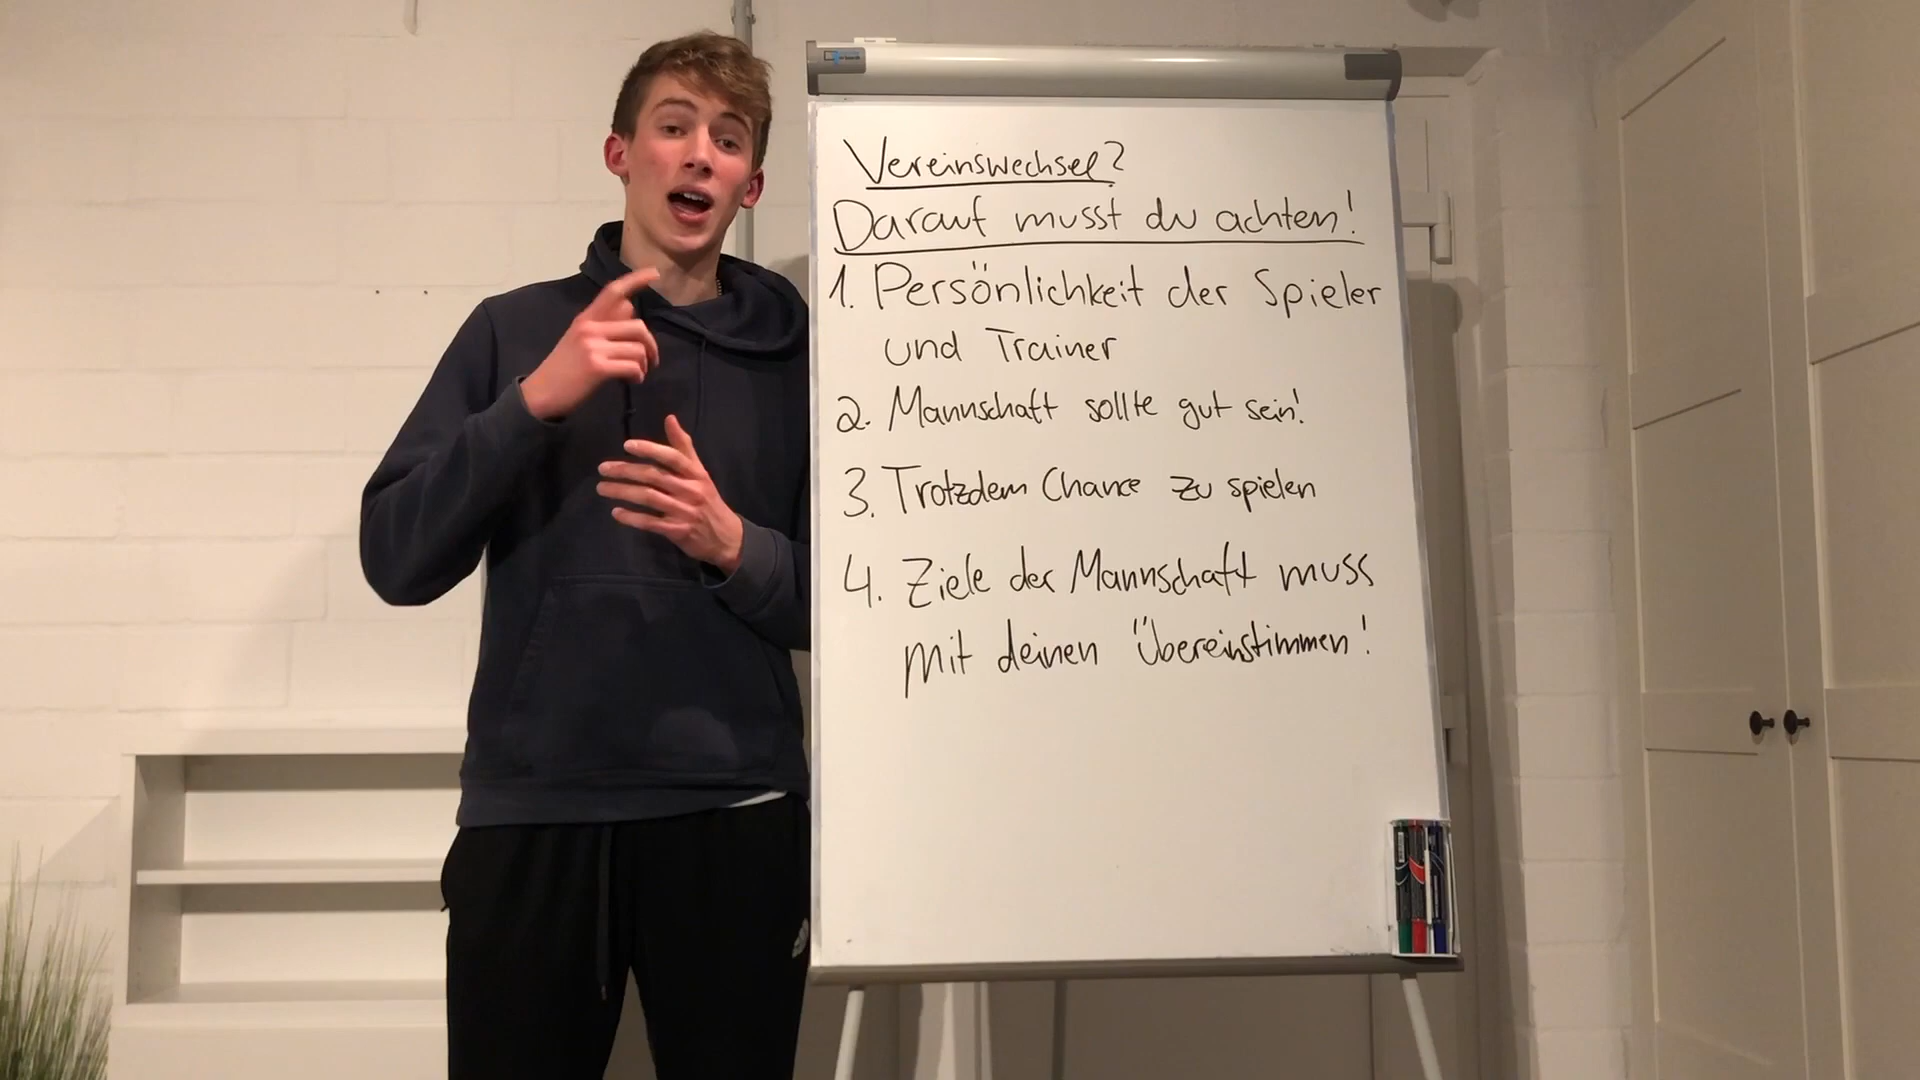 Vereinswechsel?
Darauf musst du achten!
1. Persönlichkeit der Spieler
und Trainer
2. Mannschaft sollte gut sein!
3. Trotzdem Chance zu spielen
4. Ziele der Mannschaft muss
mit deinen Übereinstimmen!